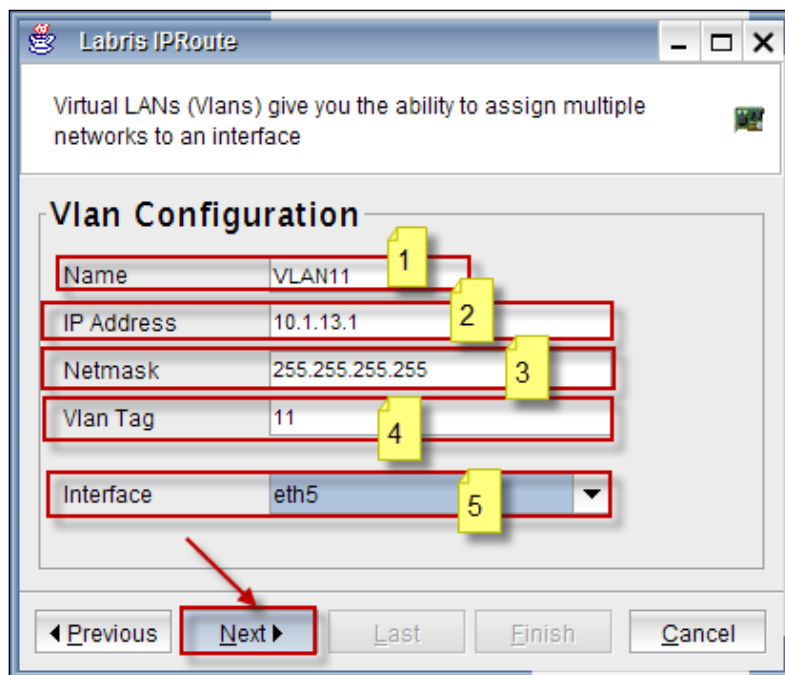 Labris IPRoute
Virtual LANs (Vlans) give you the ability to assign multiple
networks to an interface
Vlan Configuration
1
Name VLAN11
2
IP Address 10.1.13.1
3
Netmask 255.255.255.255
Vlan Tag 11
4
Interface eth5
5
Previous Next Last Finish Cancel